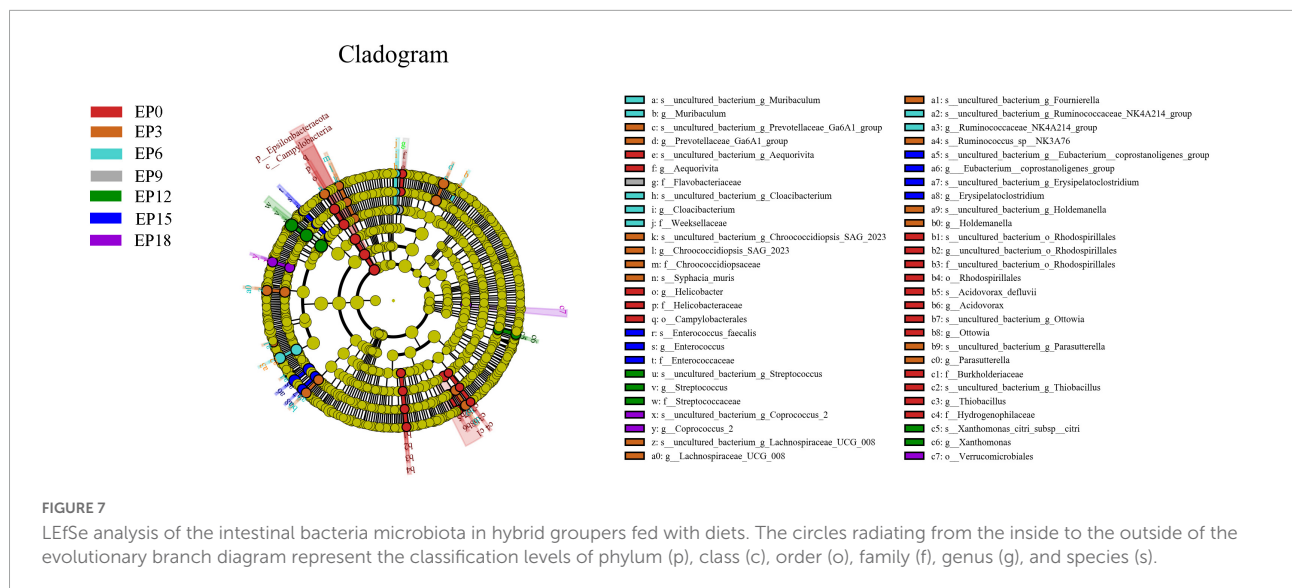 Cladogram
EP0
EP3
EP6
EP9
EP12
EP15
EP18
p__Epsilonbacteraeota
c__Campylobacteria
a: s__uncultured_bacterium_g_Muribaculum
b: g__Muribaculum
c: s__uncultured_bacterium_g_Prevotellaceae_Ga6A1_group
d: g__Prevotellaceae_Ga6A1_group
e: s__uncultured_bacterium_g_Aequorivita
f: g__Aequorivita
g: f__Flavobacteriaceae
h: s__uncultured_bacterium_g_Cloacibacterium
i: g__Cloacibacterium
j: f__Weeksellaceae
k: s__uncultured_bacterium_g_Chroococcidiopsis_SAG_2023
l: g__Chroococcidiopsis_SAG_2023
m: f__Chroococcidiopsaceae
n: s__Syphacia_muris
o: g__Helicobacter
p: f__Helicobacteraceae
q: o__Campylobacterales
r: s__Enterococcus_faecalis
s: g__Enterococcus
t: f__Enterococcaceae
u: s__uncultured_bacterium_g_Streptococcus
v: g__Streptococcus
w: f__Streptococcaceae
x: s__uncultured_bacterium_g_Coprococcus_2
y: g__Coprococcus_2
z: s__uncultured_bacterium_g_Lachnospiraceae_UCG_008
a0: g__Lachnospiraceae_UCG_008
a1: s__uncultured_bacterium_g_Fournierella
a2: s__uncultured_bacterium_g_Ruminococcaceae_NK4A214_group
a3: g__Ruminococcaceae_NK4A214_group
a4: s__Ruminococcus_sp__NK3A76
a5: s__uncultured_bacterium_g__Eubacterium__coprostanoligenes_group
a6: g___Eubacterium__coprostanoligenes_group
a7: s__uncultured_bacterium_g_Erysipelatoclostridium
a8: g__Erysipelatoclostridium
a9: s__uncultured_bacterium_g_Holdemanella
b0: g__Holdemanella
b1: s__uncultured_bacterium_o_Rhodospirillales
b2: g__uncultured_bacterium_o_Rhodospirillales
b3: f__uncultured_bacterium_o_Rhodospirillales
b4: o__Rhodospirillales
b5: s__Acidovorax_defluvii
b6: g__Acidovorax
b7: s__uncultured_bacterium_g_Ottowia
b8: g__Ottowia
b9: s__uncultured_bacterium_g_Parasutterella
c0: g__Parasutterella
c1: f__Burkholderiaceae
c2: s__uncultured_bacterium_g_Thiobacillus
c3: g__Thiobacillus
c4: f__Hydrogenophilaceae
c5: s__Xanthomonas_citri_subsp__citri
c6: g__Xanthomonas
c7: o__Verrucomicrobiales
FIGURE 7
LEfSe analysis of the intestinal bacteria microbiota in hybrid groupers fed with diets. The circles radiating from the inside to the outside of the
evolutionary branch diagram represent the classification levels of phylum (p), class (c), order (o), family (f), genus (g), and species (s).